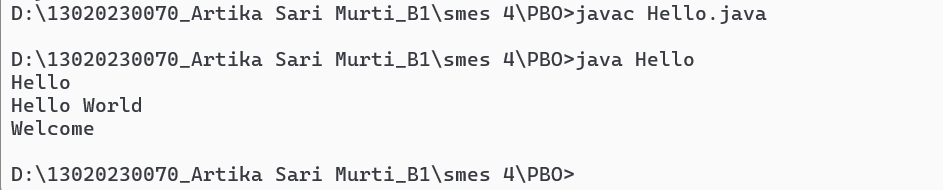 D:\13020230070_Artika Sari Murti_B1\smes 4\PBO>javac Hello.java
D:\13020230070_Artika Sari Murti_B1\smes 4\PBO>java Hello
Hello
Hello World
Welcome
D:\13020230070_Artika Sari Murti_B1\smes 4\PBO>